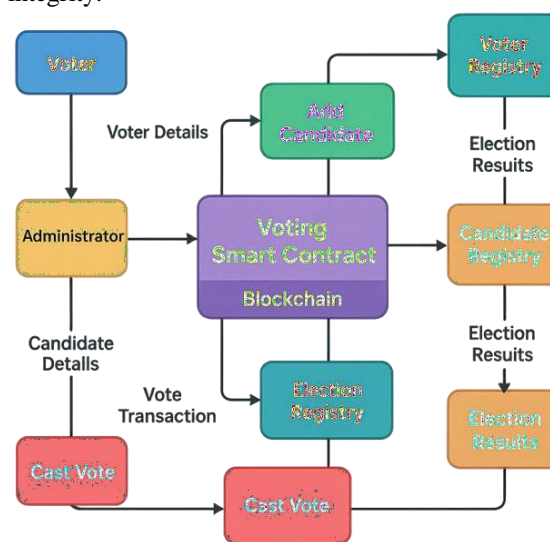 integrity.
Voter
Voter
Registry
Add
Candidate
Voter Details
Election
Resuits
Administrator
Voting
Smart Contract
Blockchain
Candidate
Registry
Candidate
Details
Election
Results
Vote
Transaction
Election
Registry
Election
Results
Cast Vote
Cast Vote